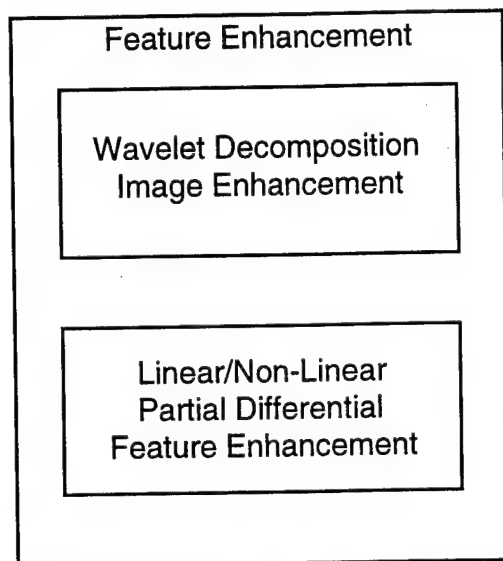 Feature Enhancement
Wavelet Decomposition
Image Enhancement
Linear/Non-Linear
Partial Differential
Feature Enhancement